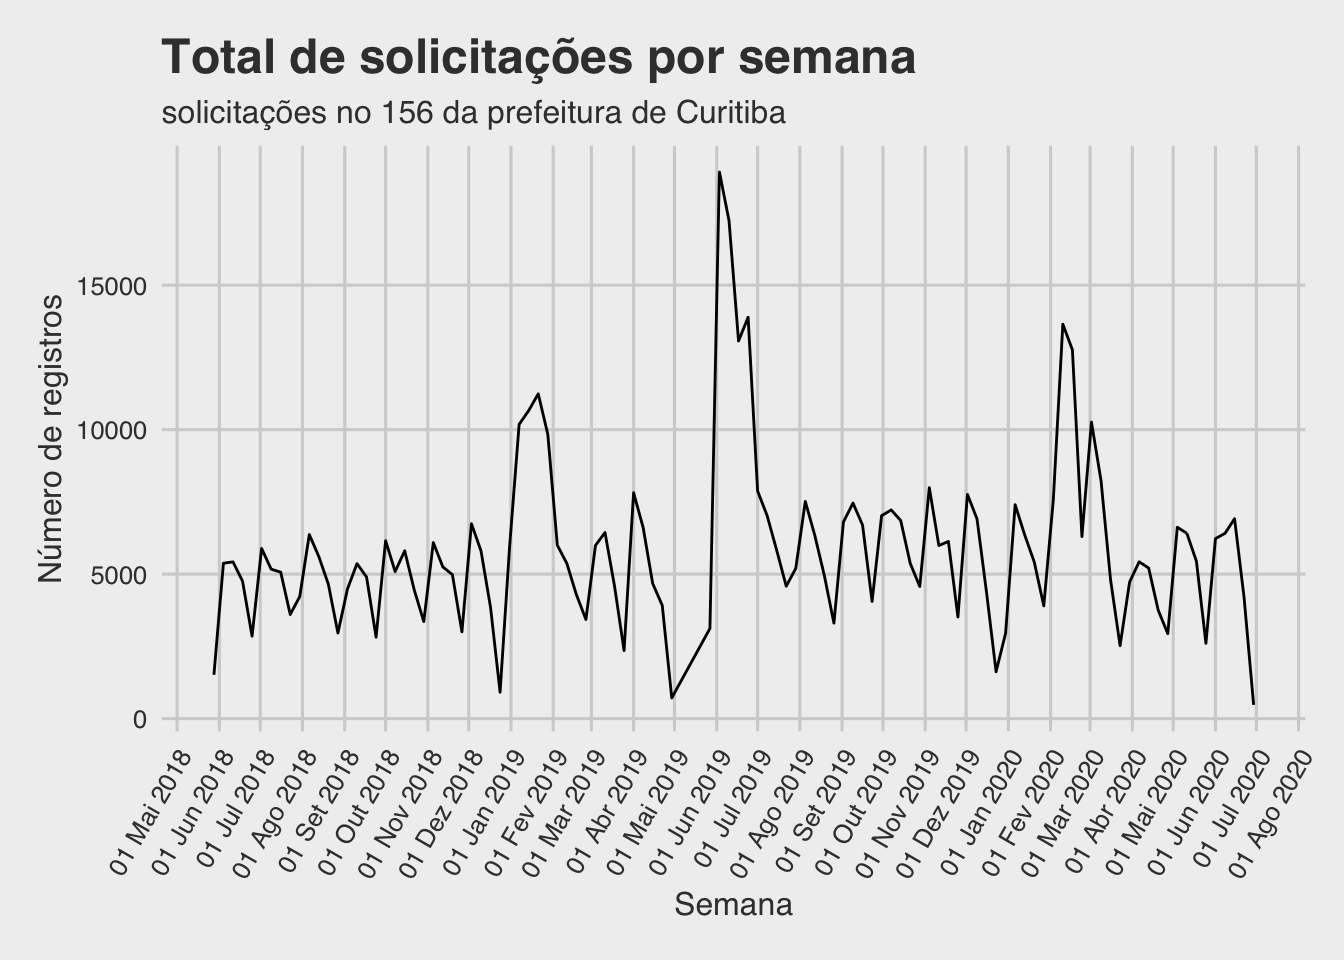 Total de solicitações por semana
solicitações no 156 da prefeitura de Curitiba
Número de registros
15000
10000
5000
0
01 Mai 2018
01 Jun 2018
01 Jul 2018
01 Ago 2018
01 Set 2018
01 Out 2018
01 Nov 2018
01 Dez 2018
01 Jan 2019
01 Fev 2019
01 Mar 2019
01 Abr 2019
01 Mai 2019
01 Jun 2019
01 Jul 2019
01 Ago 2019
01 Set 2019
01 Out 2019
01 Nov 2019
01 Dez 2019
01 Jan 2020
01 Fev 2020
01 Mar 2020
01 Abr 2020
01 Mai 2020
01 Jun 2020
01 Jul 2020
01 Ago 2020
Semana